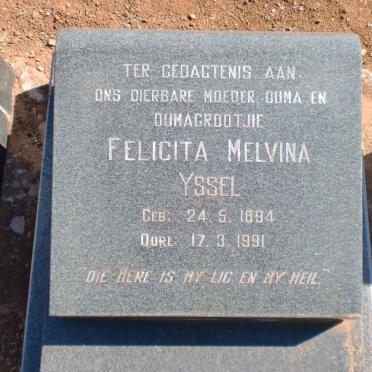 TER GEDAGTENIS AAN
ONS DIERBARE MOEDER, OUMA EN
OUMAGROOTJIE
FELICITA MELVINA
YSSEL
GEB: 24. 5. 1894
OORL: 17. 3. 1991
"DIE HERE IS MY LIG EN MY HEIL."